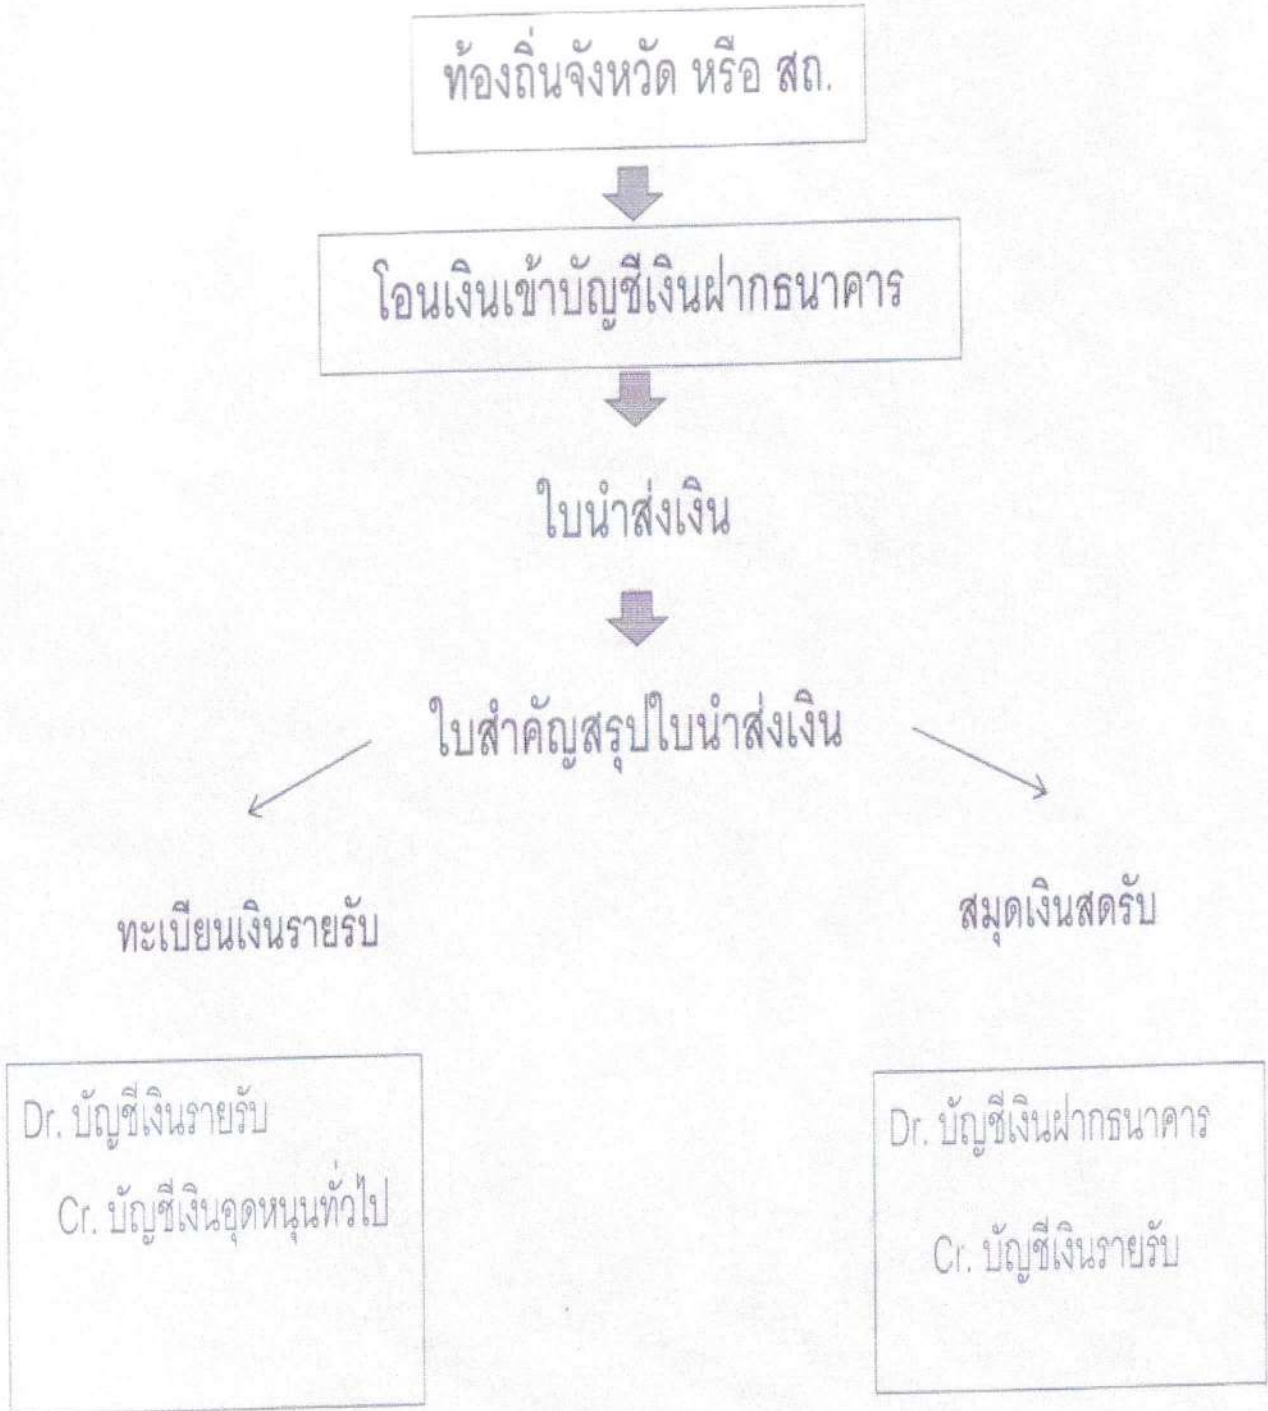 ท้องถิ่นจังหวัด หรือ สถ.
โอนเงินเข้าบัญชีเงินฝากธนาคาร
ใบนำส่งเงิน
ใบสำคัญสรุปใบนำส่งเงิน
ทะเบียนเงินรายรับ
สมุดเงินสดรับ
Dr. บัญชีเงินรายรับ
Cr. บัญชีเงินอุดหนุนทั่วไป
Dr. บัญชีเงินฝากธนาคาร
Cr. บัญชีเงินรายรับ